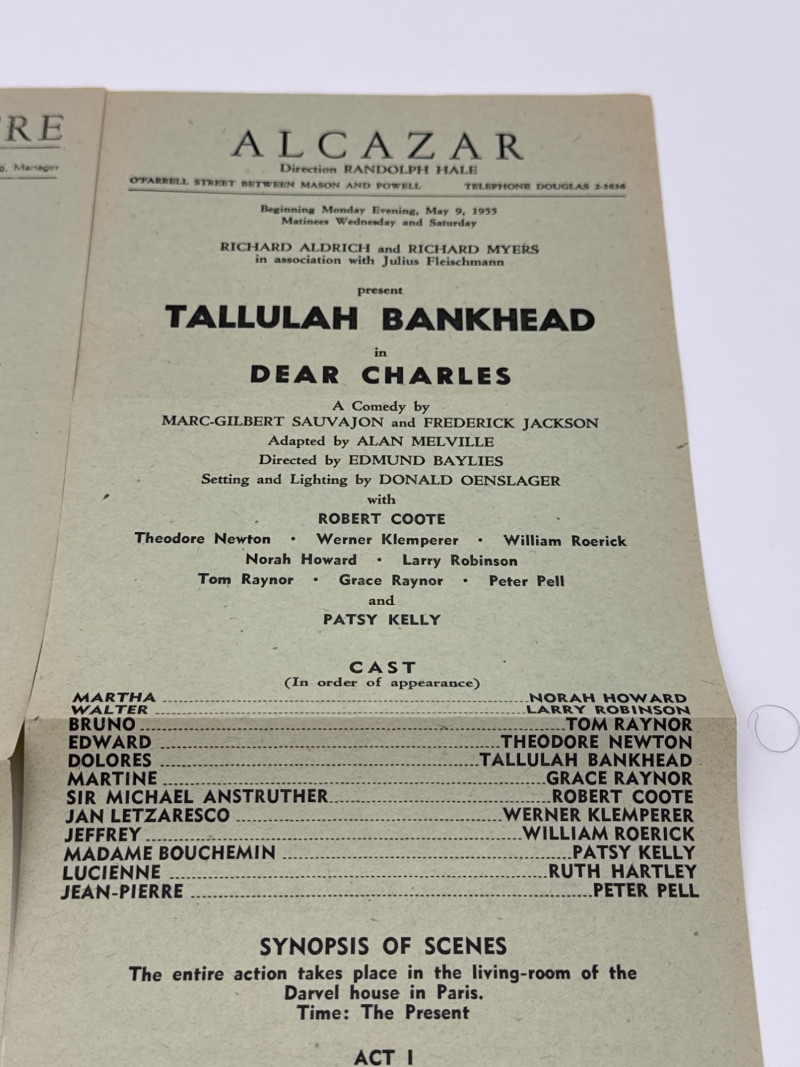 TRE
o, Manager
ALCAZAR
Direction RANDOLPH HALE
O'FARRELL STREET BETWEEN MASON AND POWELL TELEPHONE DOUGLAS 2-1616
Beginning Monday Evening, May 9, 1955
Matinees Wednesday and Saturday
RICHARD ALDRICH and RICHARD MYERS
in association with Julius Fleischmann
present
TALLULAH BANKHEAD
in
DEAR CHARLES
A Comedy by
MARC-GILBERT SAUVAJON and FREDERICK JACKSON
Adapted by ALAN MELVILLE
Directed by EDMUND BAYLIES
Setting and Lighting by DONALD OENSLAGER
with
ROBERT COOTE
Theodore Newton • Werner Klemperer • William Roerick
Norah Howard • Larry Robinson
Tom Raynor • Grace Raynor • Peter Pell
and
PATSY KELLY
CAST
(In order of appearance)
MARTHA NORAH HOWARD
WALTER LARRY ROBINSON
BRUNO TOM RAYNOR
EDWARD THEODORE NEWTON
DOLORES TALLULAH BANKHEAD
MARTINE GRACE RAYNOR
SIR MICHAEL ANSTRUTHER ROBERT COOTE
JAN LETZARESCO WERNER KLEMPERER
JEFFREY WILLIAM ROERICK
MADAME BOUCHEMIN PATSY KELLY
LUCIENNE RUTH HARTLEY
JEAN-PIERRE PETER PELL
SYNOPSIS OF SCENES
The entire action takes place in the living-room of the
Darvel house in Paris.
Time: The Present
ACT I